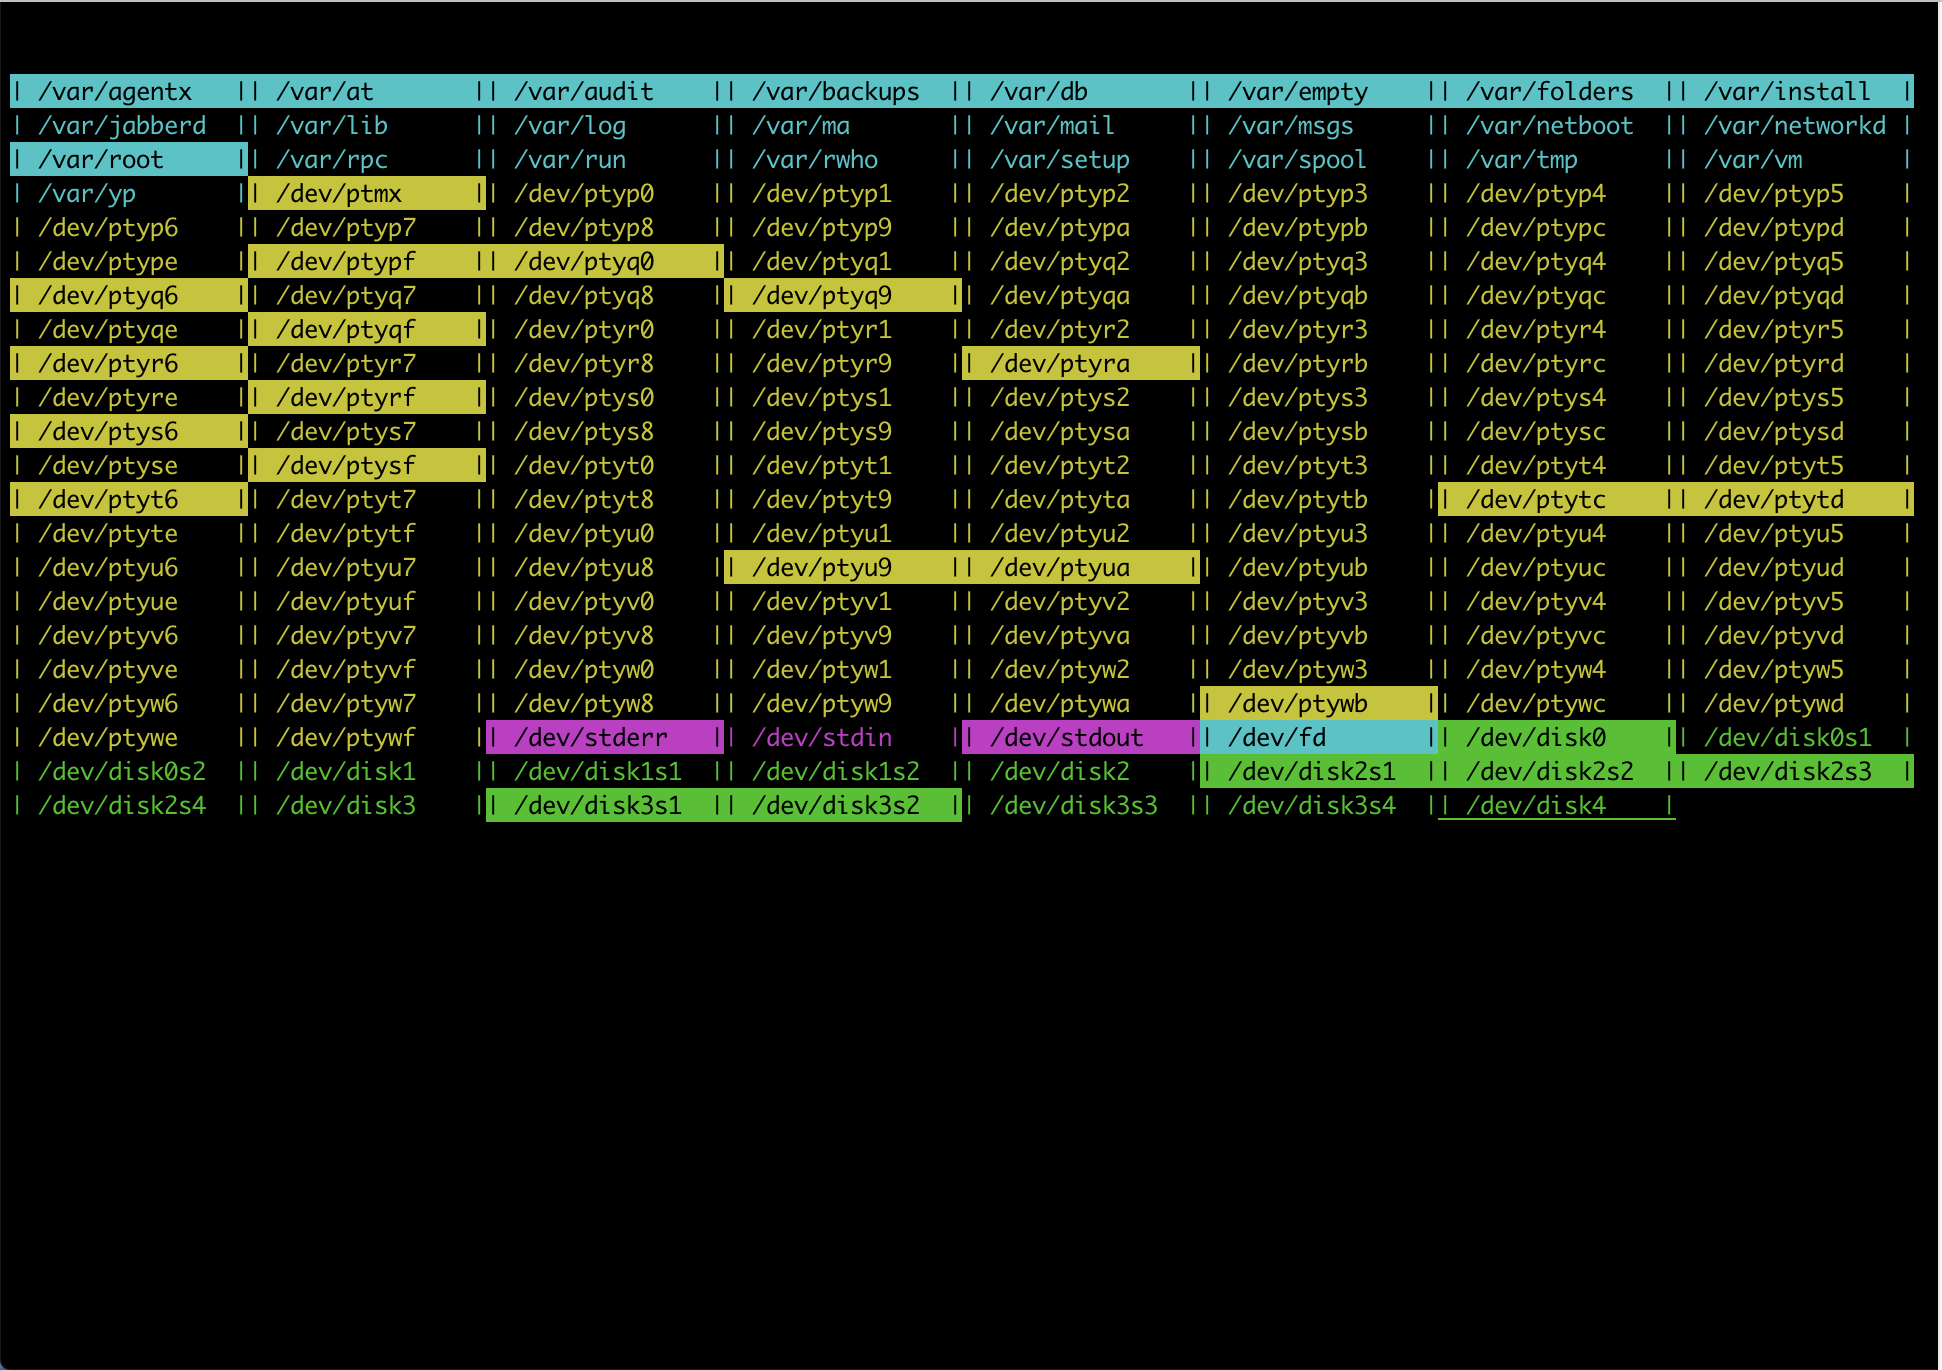 | /var/agentx   || /var/at       || /var/audit    || /var/backups  || /var/db       || /var/empty    || /var/folders  || /var/install  |
| /var/jabberd  || /var/lib      || /var/log      || /var/ma       || /var/mail     || /var/msgs     || /var/netboot  || /var/networkd |
| /var/root     || /var/rpc      || /var/run      || /var/rwho     || /var/setup    || /var/spool    || /var/tmp      || /var/vm       |
| /var/yp       || /dev/ptmx     || /dev/ptyp0    || /dev/ptyp1    || /dev/ptyp2    || /dev/ptyp3    || /dev/ptyp4    || /dev/ptyp5    |
| /dev/ptyp6    || /dev/ptyp7    || /dev/ptyp8    || /dev/ptyp9    || /dev/ptypa    || /dev/ptypb    || /dev/ptypc    || /dev/ptypd    |
| /dev/ptype    || /dev/ptypf    || /dev/ptyq0    || /dev/ptyq1    || /dev/ptyq2    || /dev/ptyq3    || /dev/ptyq4    || /dev/ptyq5    |
| /dev/ptyq6    || /dev/ptyq7    || /dev/ptyq8    || /dev/ptyq9    || /dev/ptyqa    || /dev/ptyqb    || /dev/ptyqc    || /dev/ptyqd    |
| /dev/ptyqe    || /dev/ptyqf    || /dev/ptyr0    || /dev/ptyr1    || /dev/ptyr2    || /dev/ptyr3    || /dev/ptyr4    || /dev/ptyr5    |
| /dev/ptyr6    || /dev/ptyr7    || /dev/ptyr8    || /dev/ptyr9    || /dev/ptyra    || /dev/ptyrb    || /dev/ptyrc    || /dev/ptyrd    |
| /dev/ptyre    || /dev/ptyrf    || /dev/ptys0    || /dev/ptys1    || /dev/ptys2    || /dev/ptys3    || /dev/ptys4    || /dev/ptys5    |
| /dev/ptys6    || /dev/ptys7    || /dev/ptys8    || /dev/ptys9    || /dev/ptysa    || /dev/ptysb    || /dev/ptysc    || /dev/ptysd    |
| /dev/ptyse    || /dev/ptysf    || /dev/ptyt0    || /dev/ptyt1    || /dev/ptyt2    || /dev/ptyt3    || /dev/ptyt4    || /dev/ptyt5    |
| /dev/ptyt6    || /dev/ptyt7    || /dev/ptyt8    || /dev/ptyt9    || /dev/ptyta    || /dev/ptytb    || /dev/ptytc    || /dev/ptytd    |
| /dev/ptyte    || /dev/ptytf    || /dev/ptyu0    || /dev/ptyu1    || /dev/ptyu2    || /dev/ptyu3    || /dev/ptyu4    || /dev/ptyu5    |
| /dev/ptyu6    || /dev/ptyu7    || /dev/ptyu8    || /dev/ptyu9    || /dev/ptyua    || /dev/ptyub    || /dev/ptyuc    || /dev/ptyud    |
| /dev/ptyue    || /dev/ptyuf    || /dev/ptyv0    || /dev/ptyv1    || /dev/ptyv2    || /dev/ptyv3    || /dev/ptyv4    || /dev/ptyv5    |
| /dev/ptyv6    || /dev/ptyv7    || /dev/ptyv8    || /dev/ptyv9    || /dev/ptyva    || /dev/ptyvb    || /dev/ptyvc    || /dev/ptyvd    |
| /dev/ptyve    || /dev/ptyvf    || /dev/ptyw0    || /dev/ptyw1    || /dev/ptyw2    || /dev/ptyw3    || /dev/ptyw4    || /dev/ptyw5    |
| /dev/ptyw6    || /dev/ptyw7    || /dev/ptyw8    || /dev/ptyw9    || /dev/ptywa    || /dev/ptywb    || /dev/ptywc    || /dev/ptywd    |
| /dev/ptywe    || /dev/ptywf    || /dev/stderr   || /dev/stdin    || /dev/stdout   || /dev/fd       || /dev/disk0    || /dev/disk0s1  |
| /dev/disk0s2  || /dev/disk1    || /dev/disk1s1  || /dev/disk1s2  || /dev/disk2    || /dev/disk2s1  || /dev/disk2s2  || /dev/disk2s3  |
| /dev/disk2s4  || /dev/disk3    || /dev/disk3s1  || /dev/disk3s2  || /dev/disk3s3  || /dev/disk3s4  || /dev/disk4    |